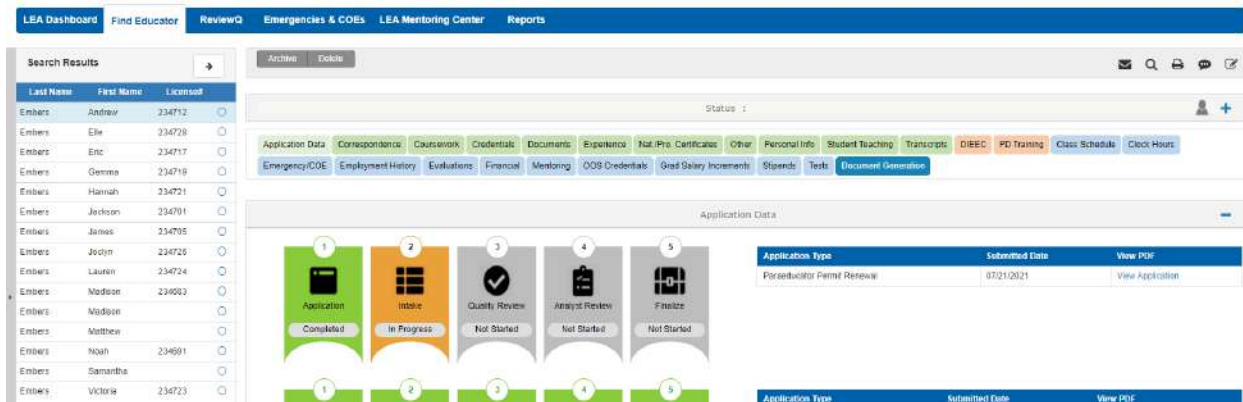 LEA Dashboard Find Educator ReviewQ Emergencies & COEs LEA Mentoring Center Reports
Search Results
Archive Delete
Last Name First Name License#
Status :
Embers Andrew 234712
Embers Elle 234728
Embers Eric 234717
Embers Gemma 234719
Embers Hannah 234721
Embers Jackson 234701
Embers James 234705
Embers Joclyn 234726
Embers Lauren 234724
Embers Madison 234683
Embers Madison
Embers Matthew
Embers Noah 234691
Embers Samantha
Embers Victoria 234723
Application Data Correspondence Coursework Credentials Documents Experience Nat./Pro. Certificates Other Personal Info Student Teaching Transcripts DIEEC PD Training Class Schedule Clock Hours
Emergency/COE Employment History Evaluations Financial Mentoring OOS Credentials Grad Salary Increments Stipends Tests Document Generation
Application Data
1 2 3 4 5
Application Intake Quality Review Analyst Review Finalize
Completed In Progress Not Started Not Started Not Started
Application Type Submitted Date View PDF
Paraeducator Permit Renewal 07/21/2021 View Application
1 2 3 4 5
Application Type Submitted Date View PDF